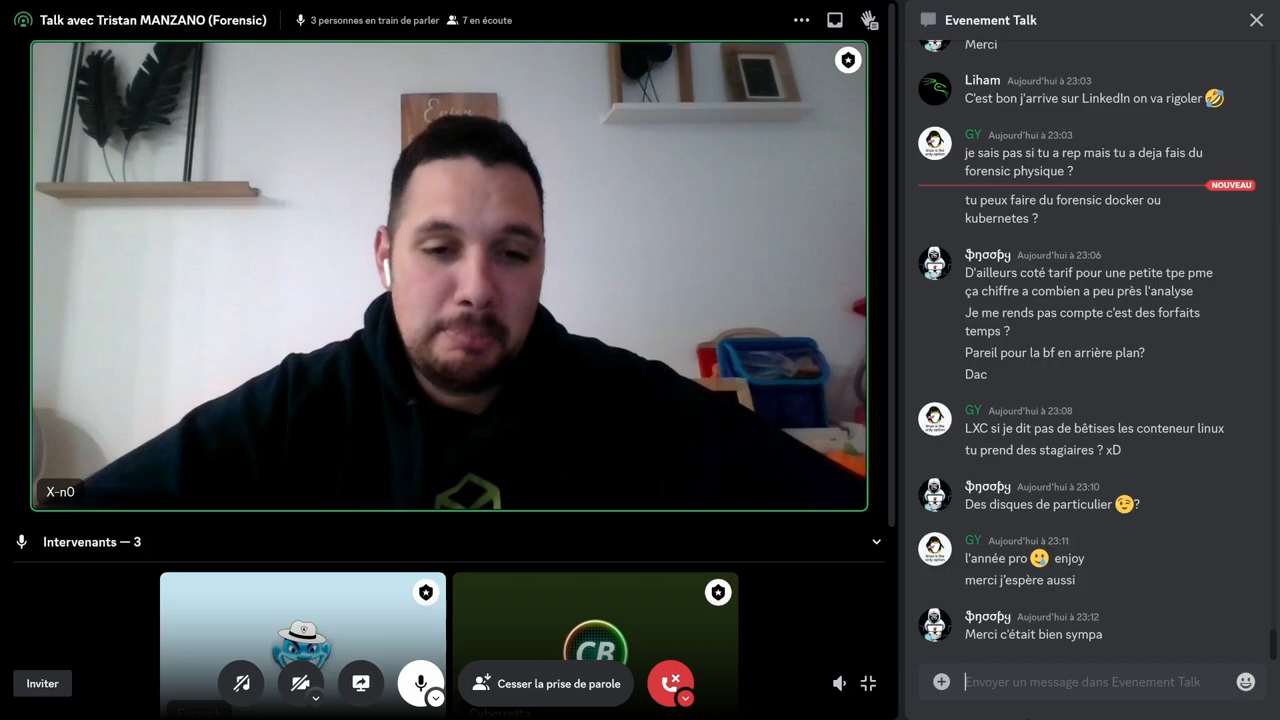 Talk avec Tristan MANZANO (Forensic)
3 personnes en train de parler
7 en écoute
Enjoy
X-n0
Intervenants — 3
CB
Inviter
Cesser la prise de parole
Evenement Talk
Merci
Liham Aujourd'hui à 23:03
C'est bon j'arrive sur LinkedIn on va rigoler 🤣
GY Aujourd'hui à 23:03
je sais pas si tu a rep mais tu a deja fais du
forensic physique ?
NOUVEAU
tu peux faire du forensic docker ou
kubernetes ?
Aujourd'hui à 23:06
D'ailleurs coté tarif pour une petite tpe pme
ça chiffre a combien a peu près l'analyse
Je me rends pas compte c'est des forfaits
temps ?
Pareil pour la bf en arrière plan?
Dac
GY Aujourd'hui à 23:08
LXC si je dit pas de bêtises les conteneur linux
tu prend des stagiaires ? xD
Aujourd'hui à 23:10
Des disques de particulier 😉?
GY Aujourd'hui à 23:11
l'année pro 🥲 enjoy
merci j'espère aussi
Aujourd'hui à 23:12
Merci c'était bien sympa
Envoyer un message dans Evenement Talk